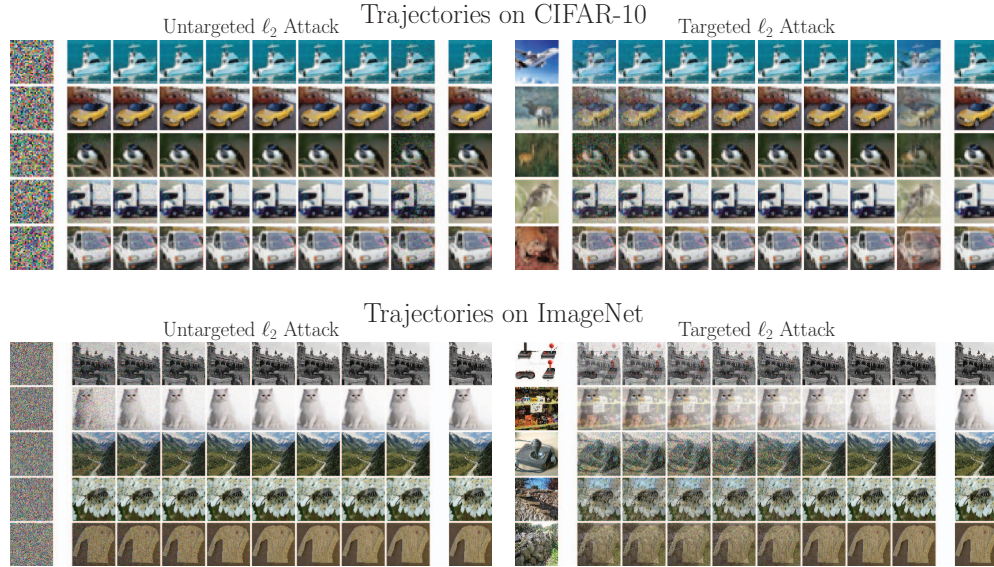 Trajectories on CIFAR-10
Untargeted ℓ₂ Attack
Targeted ℓ₂ Attack
Trajectories on ImageNet
Untargeted ℓ₂ Attack
Targeted ℓ₂ Attack